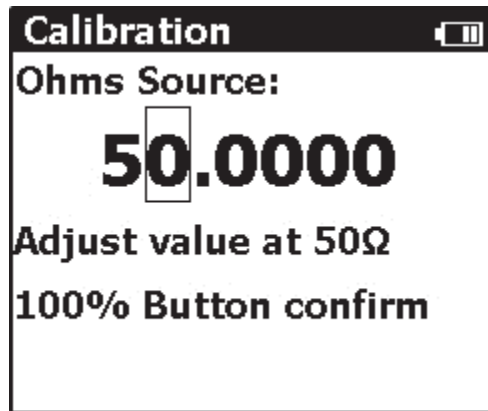 Calibration
Ohms Source:
50.0000
Adjust value at 50Ω
100% Button confirm